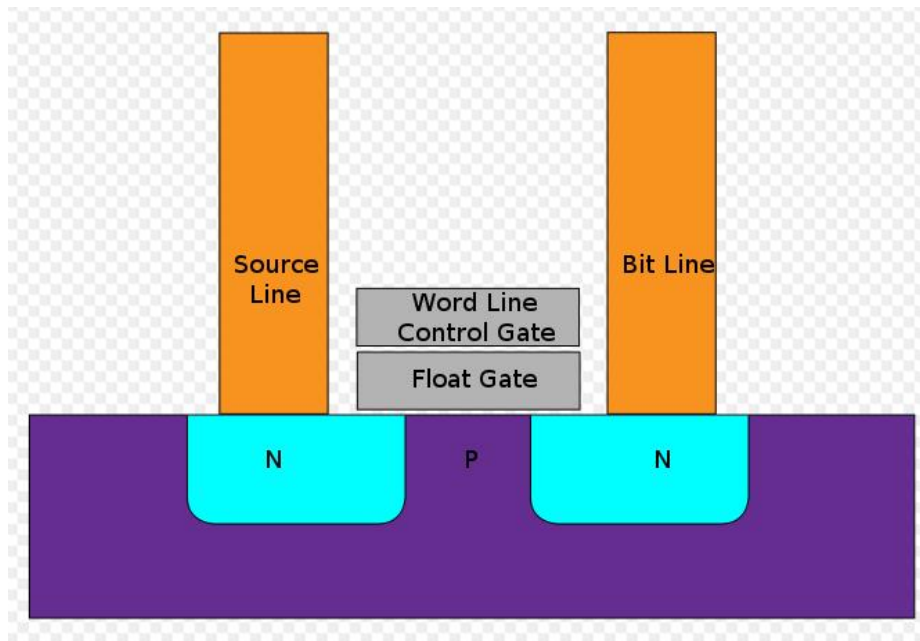 Source
Line
Bit Line
Word Line
Control Gate
Float Gate
N
P
N